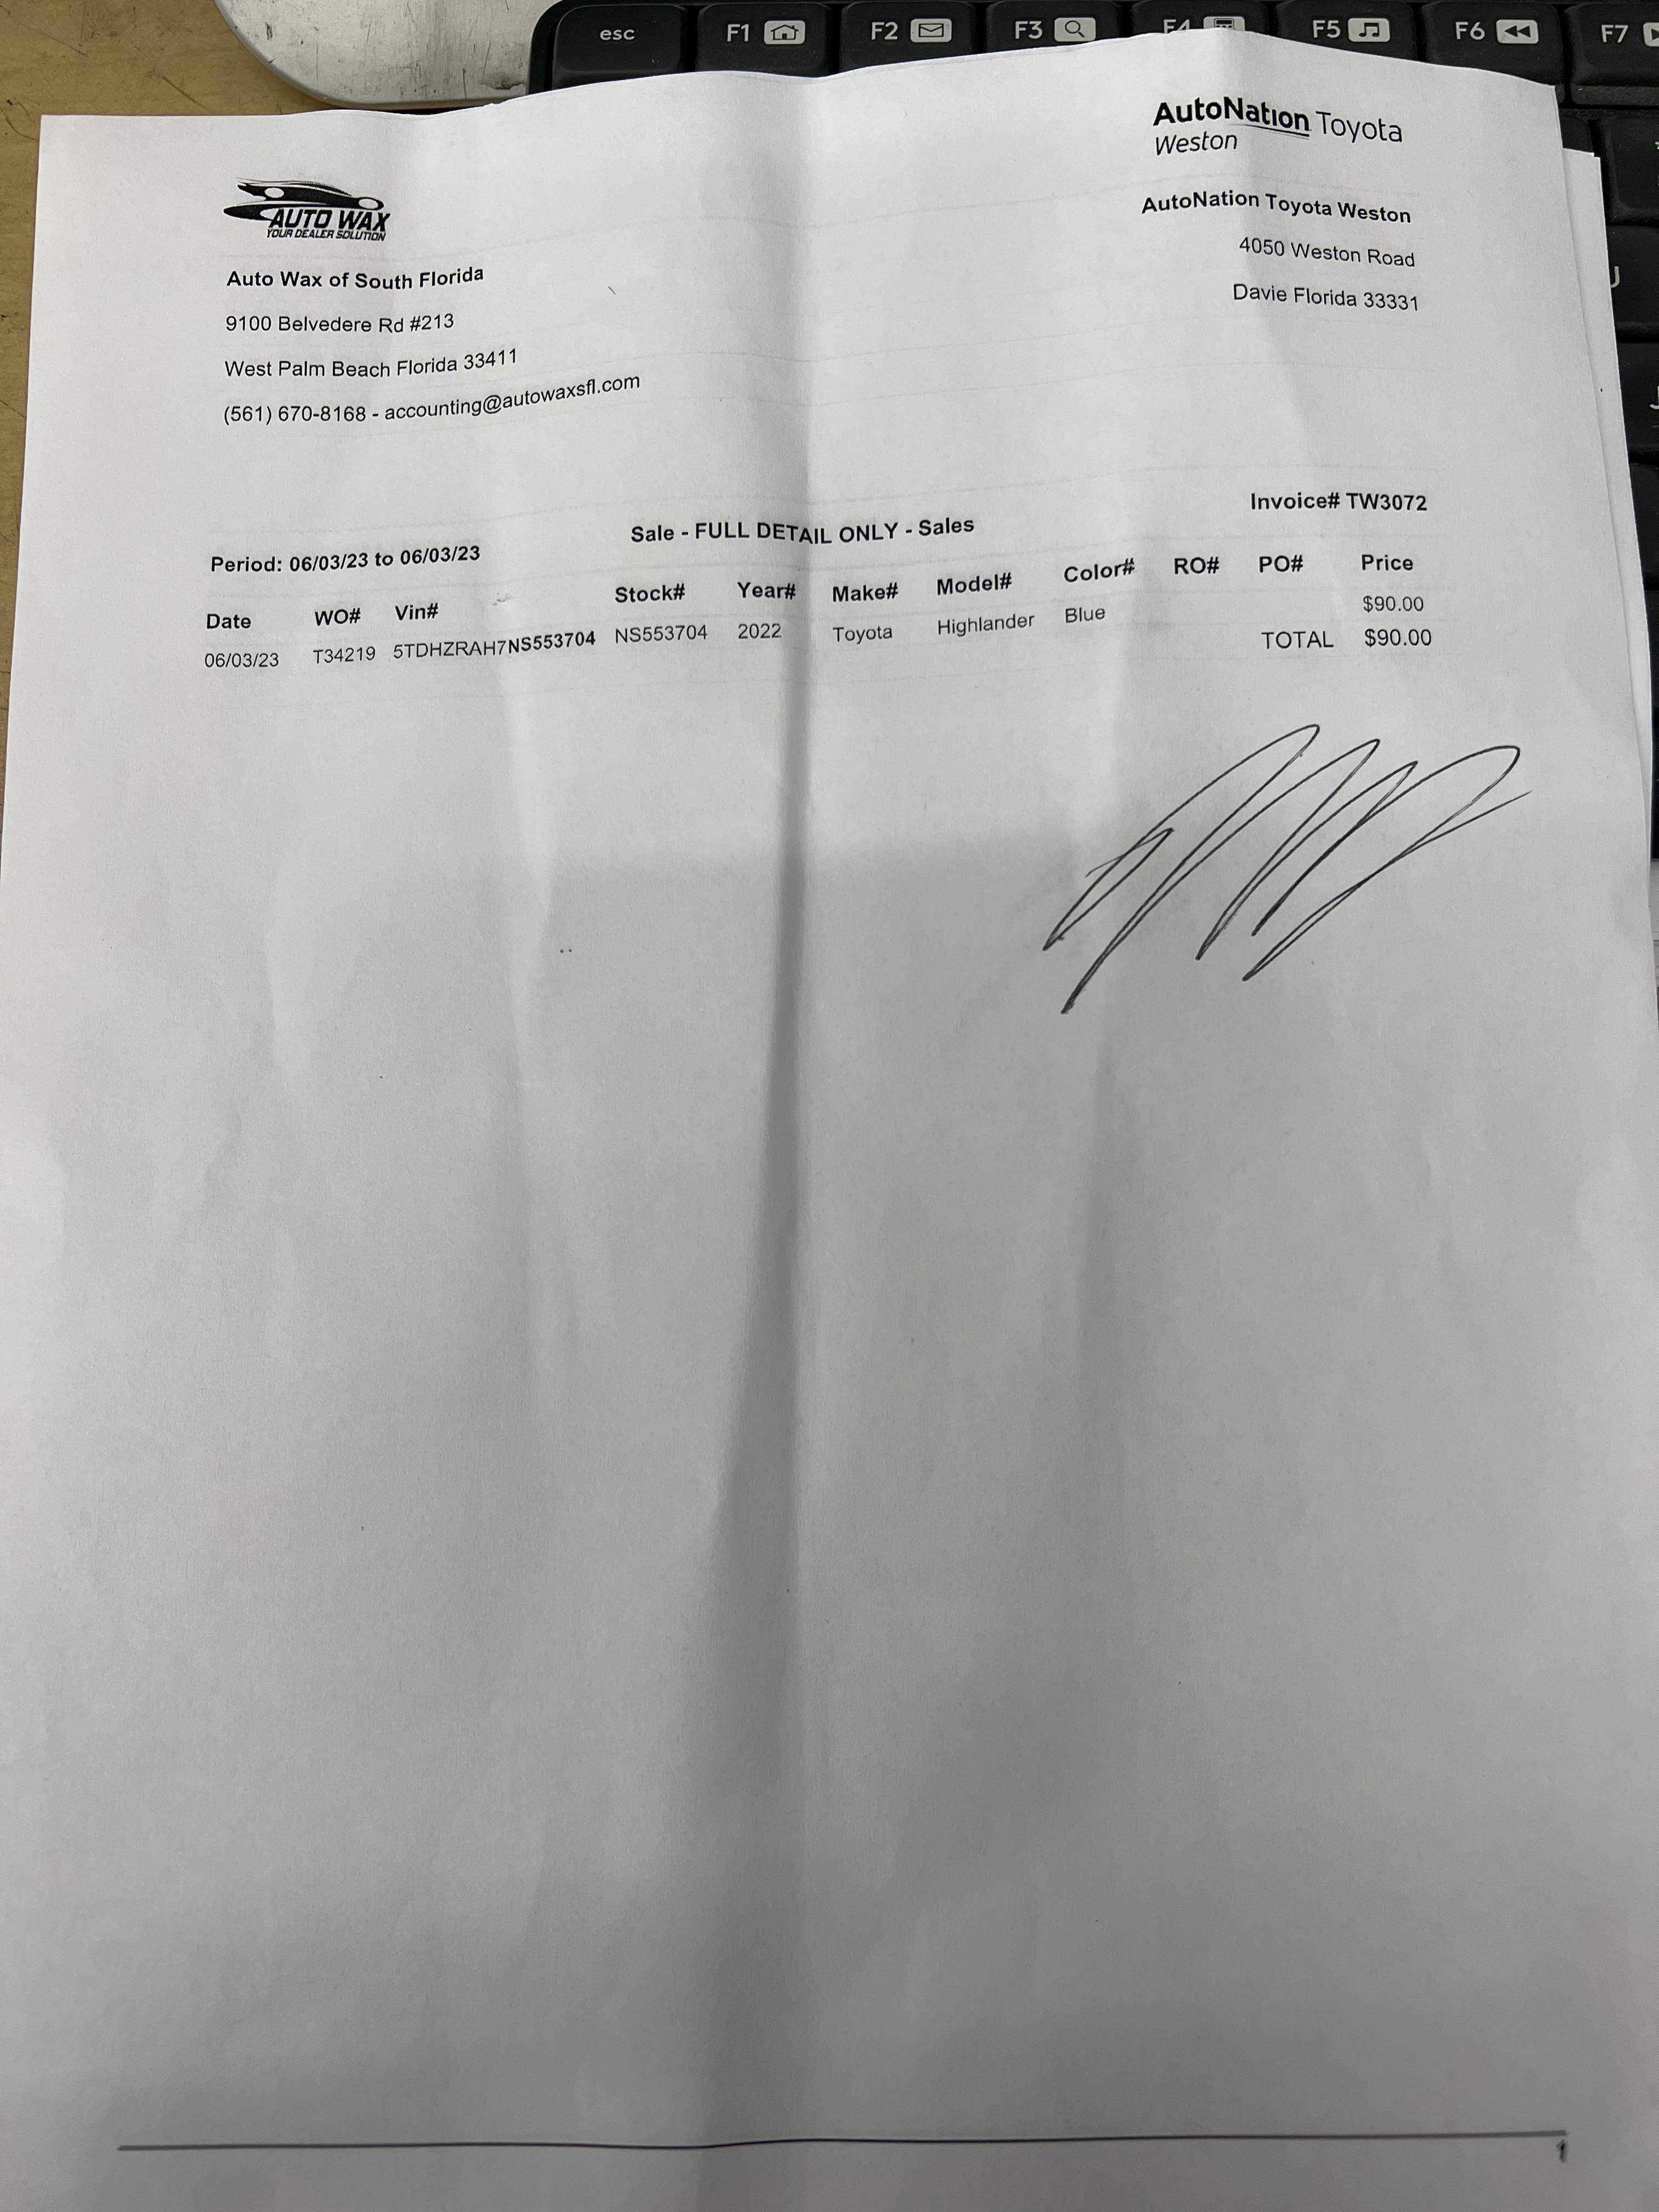 esc F1 F2 F3 F4 F5 F6 F7
AutoNation Toyota
Weston
AUTO WAX
YOUR DEALER SOLUTION
AutoNation Toyota Weston
4050 Weston Road
Davie Florida 33331
Auto Wax of South Florida
9100 Belvedere Rd #213
West Palm Beach Florida 33411
(561) 670-8168 - accounting@autowaxsfl.com
Invoice# TW3072
Sale - FULL DETAIL ONLY - Sales
Period: 06/03/23 to 06/03/23
Date WO# Vin# Stock# Year# Make# Model# Color# RO# PO# Price
06/03/23 T34219 5TDHZRAH7NS553704 NS553704 2022 Toyota Highlander Blue $90.00
TOTAL $90.00
1